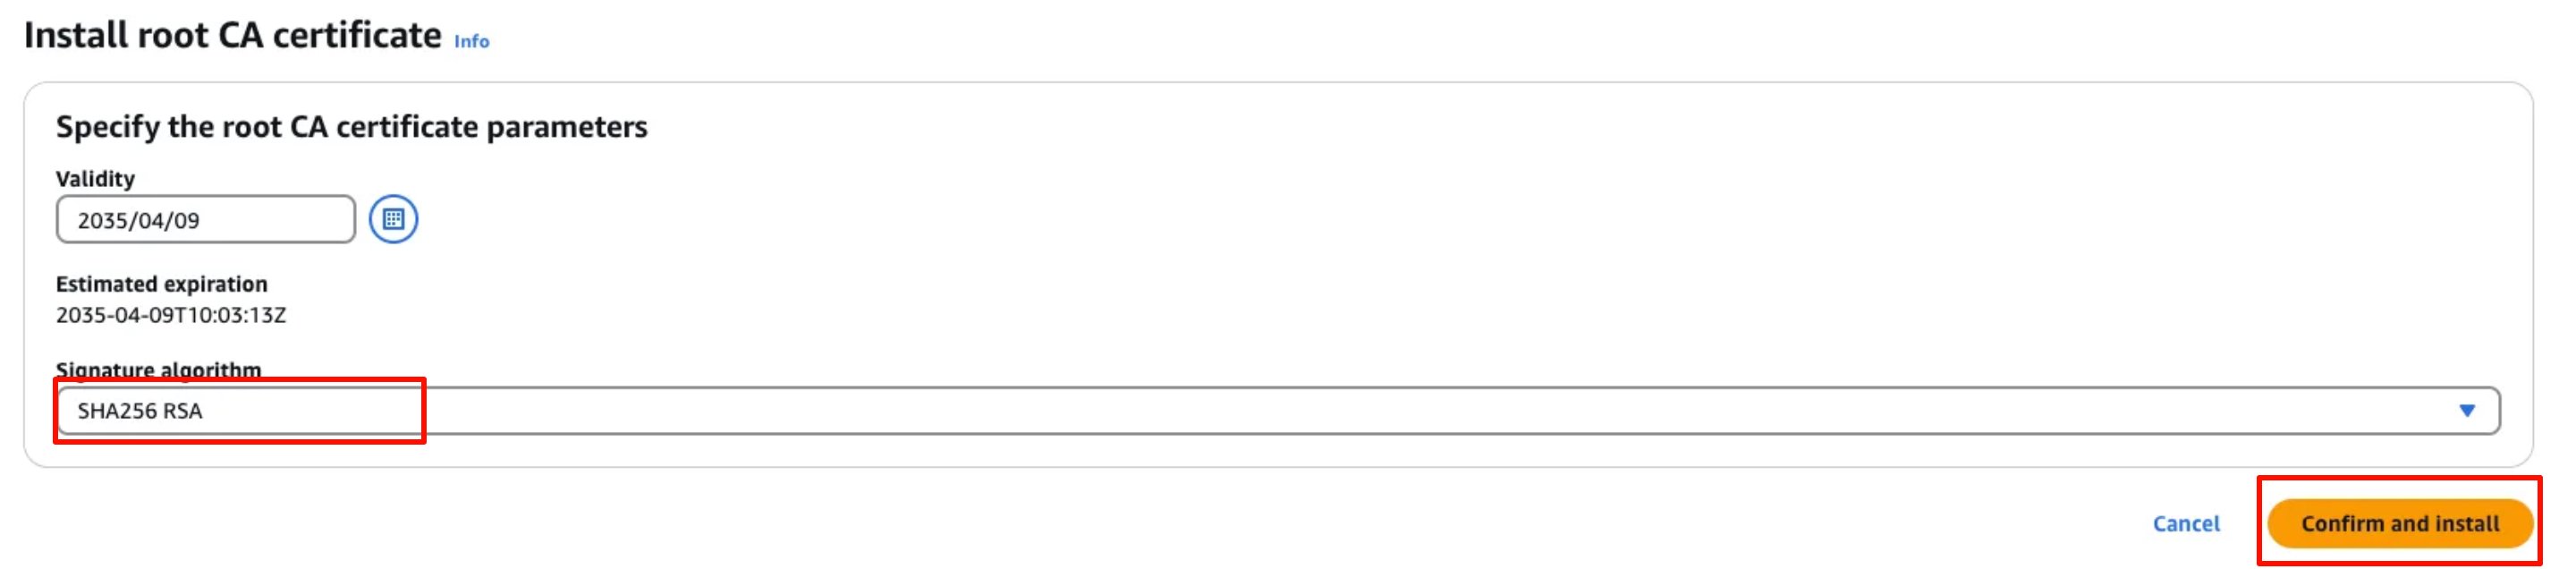 Install root CA certificate Info
Specify the root CA certificate parameters
Validity
2035/04/09
Estimated expiration
2035-04-09T10:03:13Z
Signature algorithm
SHA256 RSA
Cancel Confirm and install